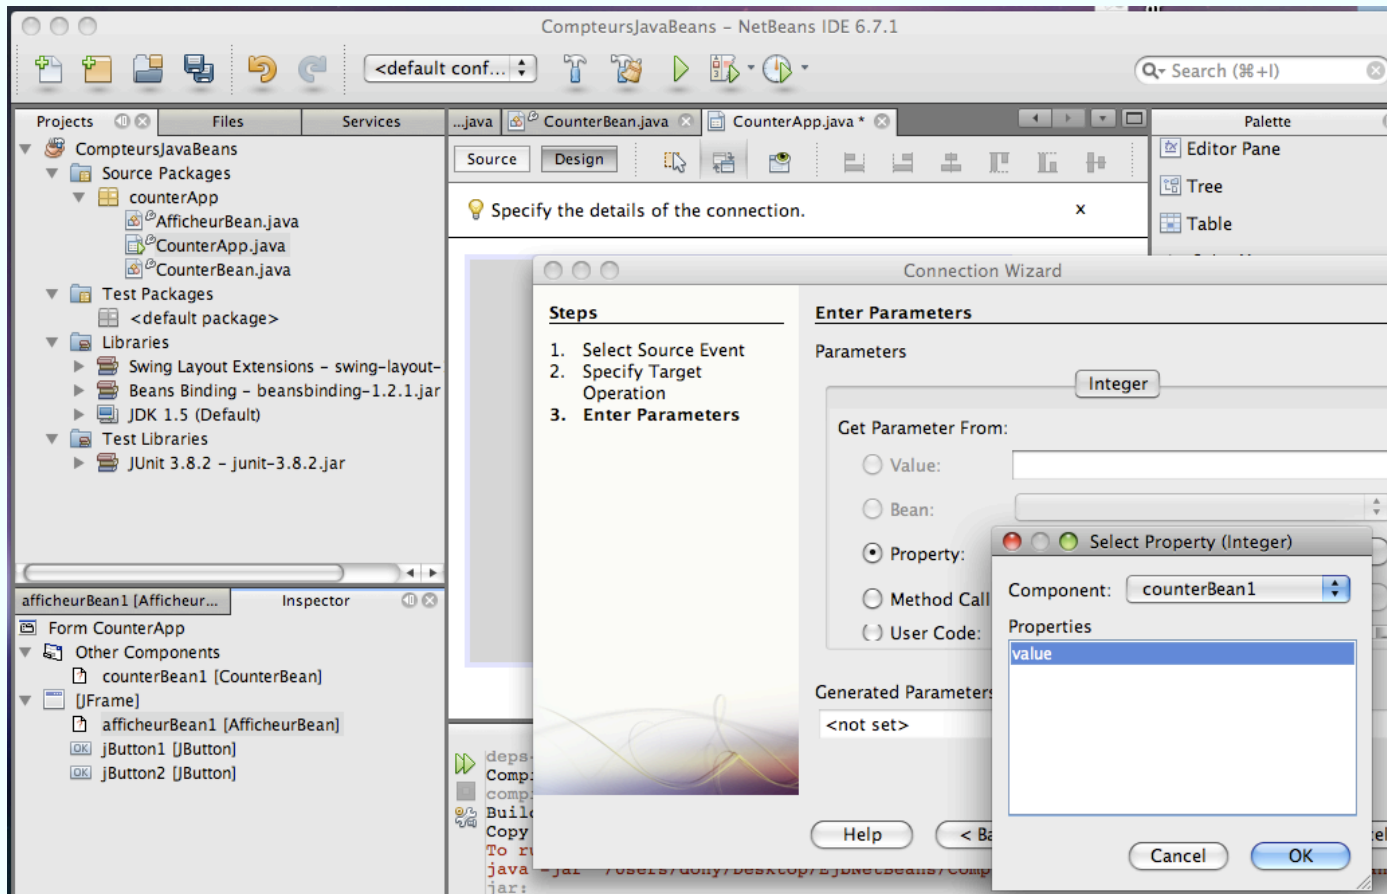 CompteursJavaBeans – NetBeans IDE 6.7.1
<default conf...
Search (⌘+I)
Projects
Files
Services
...java
CounterBean.java
CounterApp.java *
Palette
CompteursJavaBeans
Source Packages
counterApp
AfficheurBean.java
CounterApp.java
CounterBean.java
Test Packages
<default package>
Libraries
Swing Layout Extensions – swing-layout-
Beans Binding – beansbinding-1.2.1.jar
JDK 1.5 (Default)
Test Libraries
JUnit 3.8.2 – junit-3.8.2.jar
Source
Design
Specify the details of the connection.
x
Editor Pane
Tree
Table
Connection Wizard
Steps
1. Select Source Event
2. Specify Target
Operation
3. Enter Parameters
Enter Parameters
Parameters
Integer
Get Parameter From:
Value:
Bean:
Property:
Method Call
User Code:
Generated Parameters
<not set>
Help
< Ba
Select Property (Integer)
Component:
counterBean1
Properties
value
Cancel
OK
afficheurBean1 [Afficheur...
Inspector
Form CounterApp
Other Components
counterBean1 [CounterBean]
[JFrame]
afficheurBean1 [AfficheurBean]
OK jButton1 [JButton]
OK jButton2 [JButton]
deps-
Comp
comp
Buil
Copy
To ru
jar: